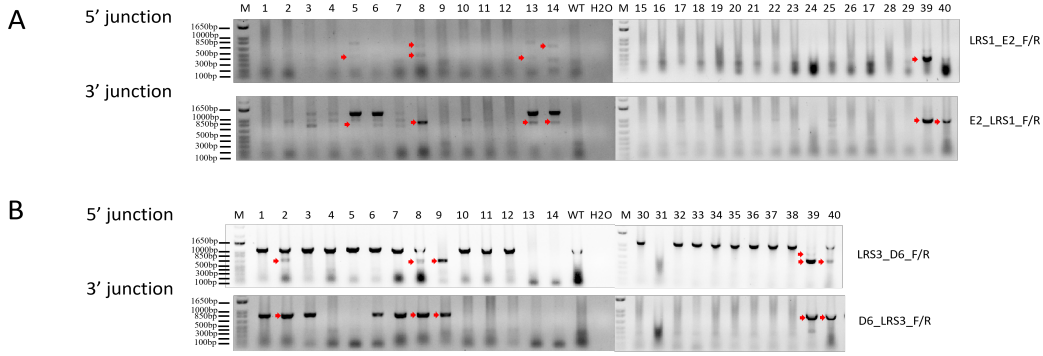 A
5' junction
M 1 2 3 4 5 6 7 8 9 10 11 12 13 14 WT H2O M 15 16 17 18 19 20 21 22 23 24 25 26 17 28 29 39 40
1650bp
1000bp
850bp
500bp
300bp
100bp
LRS1_E2_F/R
3' junction
1650bp
1000bp
850bp
500bp
300bp
100bp
E2_LRS1_F/R
B
5' junction
M 1 2 3 4 5 6 7 8 9 10 11 12 13 14 WT H2O M 30 31 32 33 34 35 36 37 38 39 40
1650bp
1000bp
850bp
500bp
300bp
100bp
LRS3_D6_F/R
3' junction
1650bp
1000bp
850bp
500bp
300bp
100bp
D6_LRS3_F/R